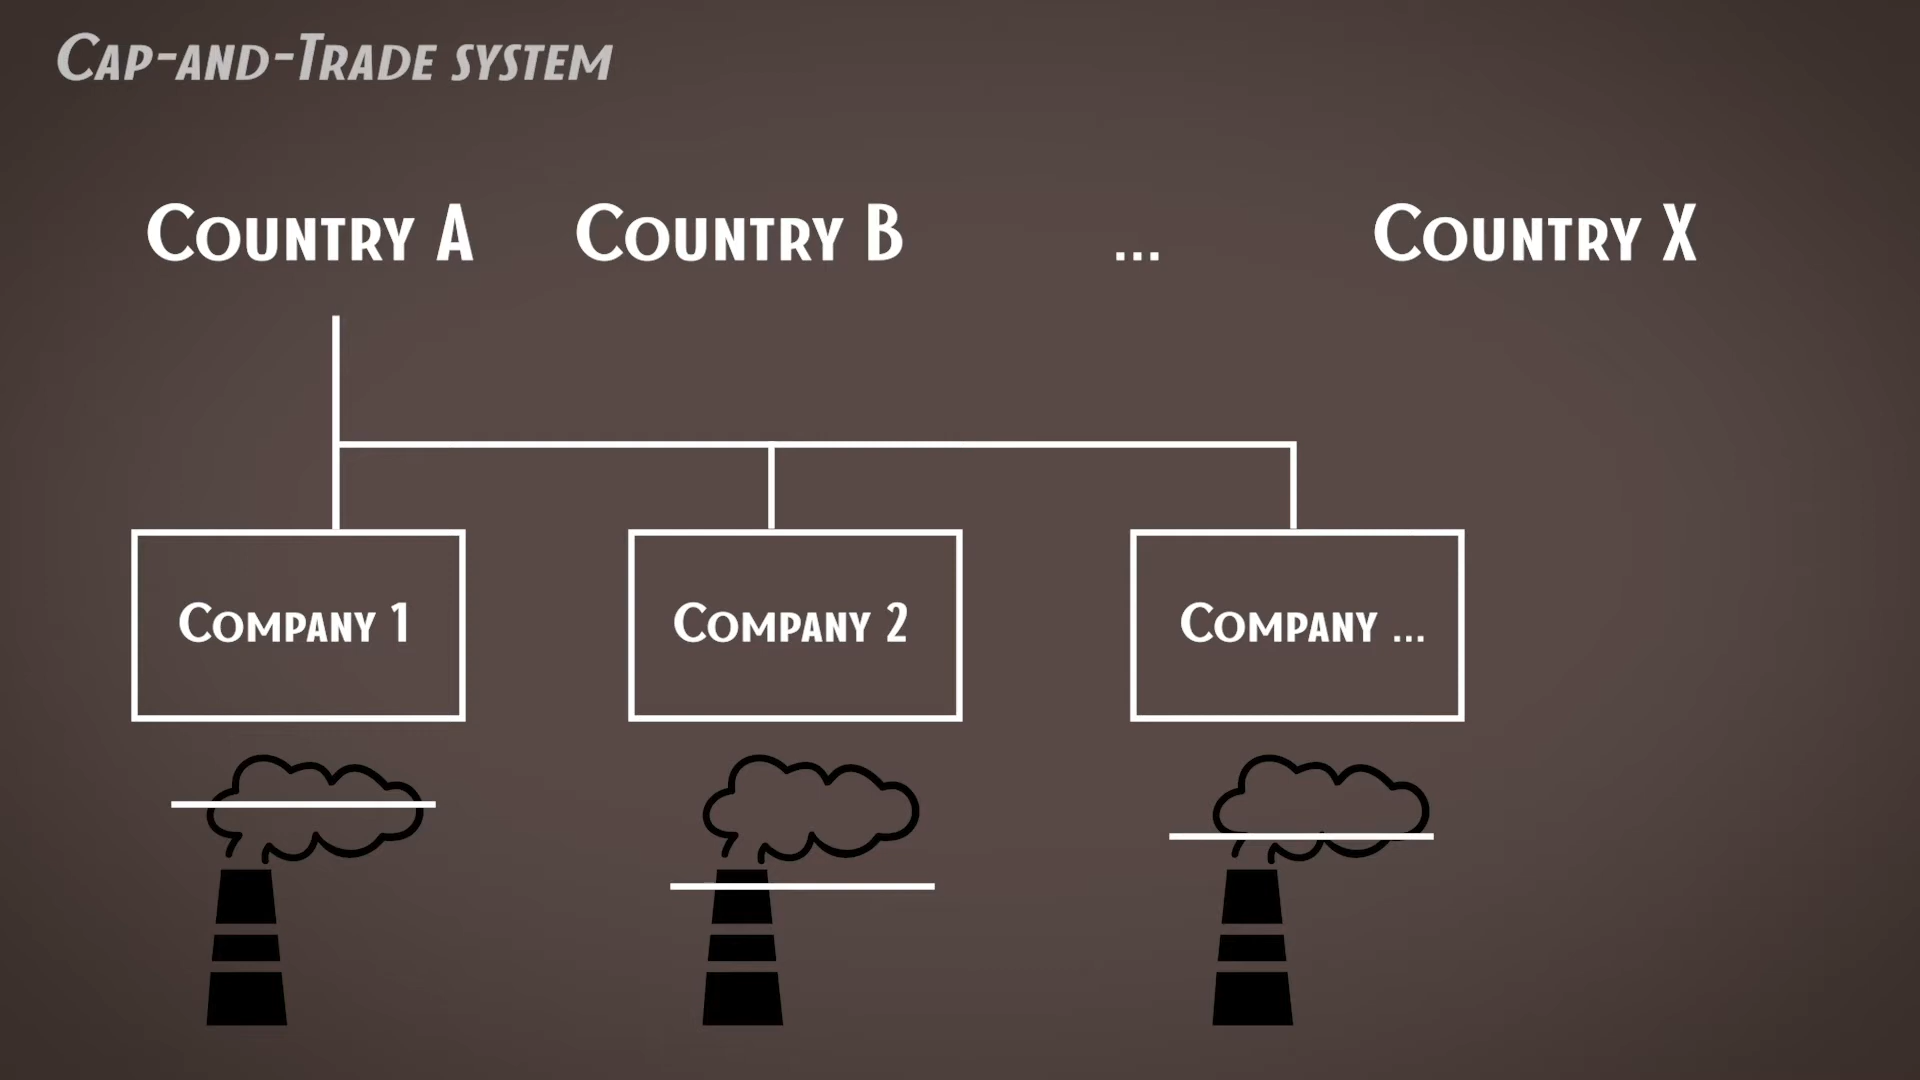 Cap-and-Trade system
Country A Country B ... Country X
Company 1 Company 2 Company ...